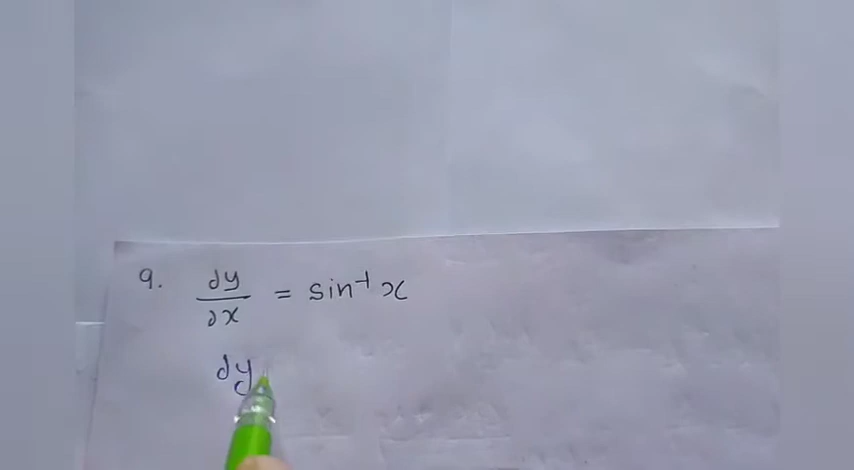 9. dy/dx = sin⁻¹ x
dy